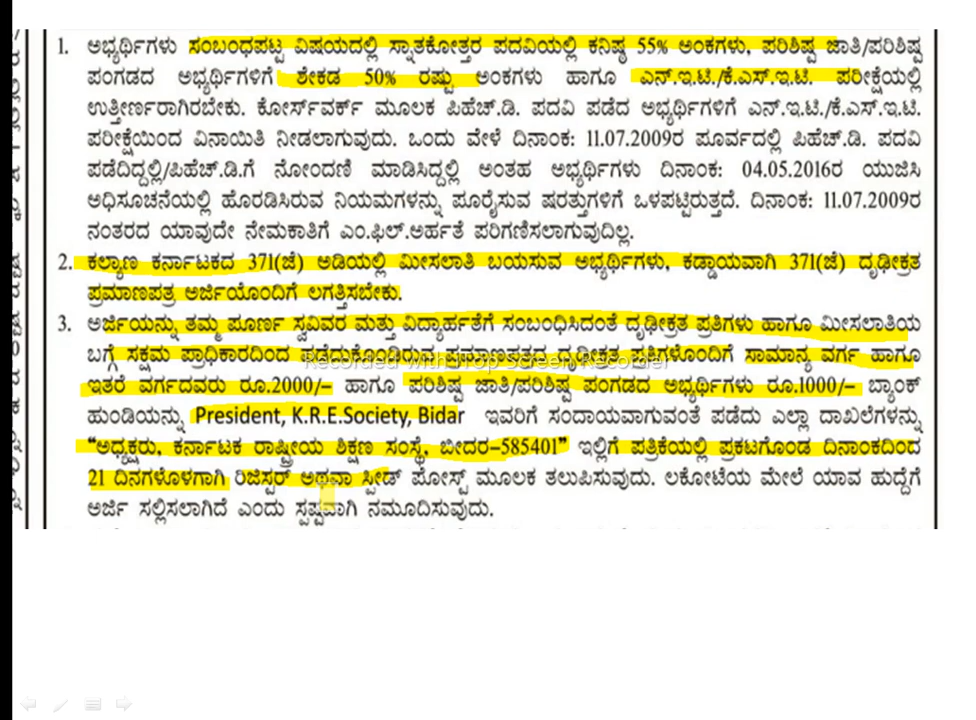 1. ಅಭ್ಯರ್ಥಿಗಳು ಸಂಬಂಧಪಟ್ಟ ವಿಷಯದಲ್ಲಿ ಸ್ನಾತಕೋತ್ತರ ಪದವಿಯಲ್ಲಿ ಕನಿಷ್ಠ 55% ಅಂಕಗಳು, ಪರಿಶಿಷ್ಟ ಜಾತಿ/ಪರಿಶಿಷ್ಟ
ಪಂಗಡದ ಅಭ್ಯರ್ಥಿಗಳಿಗೆ ಶೇಕಡ 50% ರಷ್ಟು ಅಂಕಗಳು ಹಾಗೂ ಎನ್.ಇ.ಟಿ/ಕೆ.ಎಸ್.ಇ.ಟಿ. ಪರೀಕ್ಷೆಯಲ್ಲಿ
ಉತ್ತೀರ್ಣರಾಗಿರಬೇಕು. ಕೋರ್ಸ್‌ವರ್ಕ್ ಮೂಲಕ ಪಿಹೆಚ್.ಡಿ. ಪದವಿ ಪಡೆದ ಅಭ್ಯರ್ಥಿಗಳಿಗೆ ಎನ್.ಇ.ಟಿ./ಕೆ.ಎಸ್.ಇ.ಟಿ.
ಪರೀಕ್ಷೆಯಿಂದ ವಿನಾಯಿತಿ ನೀಡಲಾಗುವುದು. ಒಂದು ವೇಳೆ ದಿನಾಂಕ: 11.07.2009ರ ಪೂರ್ವದಲ್ಲಿ ಪಿಹೆಚ್.ಡಿ. ಪದವಿ
ಪಡೆದಿದ್ದಲ್ಲಿ/ಪಿಹೆಚ್.ಡಿ.ಗೆ ನೋಂದಣಿ ಮಾಡಿಸಿದ್ದಲ್ಲಿ ಅಂತಹ ಅಭ್ಯರ್ಥಿಗಳು ದಿನಾಂಕ: 04.05.2016ರ ಯುಜಿಸಿ
ಅಧಿಸೂಚನೆಯಲ್ಲಿ ಹೊರಡಿಸಿರುವ ನಿಯಮಗಳನ್ನು ಪೂರೈಸುವ ಷರತ್ತುಗಳಿಗೆ ಒಳಪಟ್ಟಿರುತ್ತದೆ. ದಿನಾಂಕ: 11.07.2009ರ
ನಂತರದ ಯಾವುದೇ ನೇಮಕಾತಿಗೆ ಎಂ.ಫಿಲ್.ಅರ್ಹತೆ ಪರಿಗಣಿಸಲಾಗುವುದಿಲ್ಲ.
2. ಕಲ್ಯಾಣ ಕರ್ನಾಟಕದ 371(ಜೆ) ಅಡಿಯಲ್ಲಿ ಮೀಸಲಾತಿ ಬಯಸುವ ಅಭ್ಯರ್ಥಿಗಳು, ಕಡ್ಡಾಯವಾಗಿ 371(ಜೆ) ದೃಢೀಕ್ರತ
ಪ್ರಮಾಣಪತ್ರ ಅರ್ಜಿಯೊಂದಿಗೆ ಲಗತ್ತಿಸಬೇಕು.
3. ಅರ್ಜಿಯನ್ನು ತಮ್ಮ ಪೂರ್ಣ ಸ್ವವಿವರ ಮತ್ತು ವಿದ್ಯಾರ್ಹತೆಗೆ ಸಂಬಂಧಿಸಿದಂತೆ ದೃಢೀಕ್ರತ ಪ್ರತಿಗಳು ಹಾಗೂ ಮೀಸಲಾತಿಯ
ಬಗ್ಗೆ ಸಕ್ಷಮ ಪ್ರಾಧಿಕಾರದಿಂದ ಪಡೆದುಕೊಂಡಿರುವ ಪ್ರಮಾಣಪತ್ರದ ದೃಢೀಕ್ರತ ಪ್ರತಿಗಳೊಂದಿಗೆ ಸಾಮಾನ್ಯ ವರ್ಗ ಹಾಗೂ
Recorded with Top Screen Recorder
ಇತರೆ ವರ್ಗದವರು ರೂ.2000/- ಹಾಗೂ ಪರಿಶಿಷ್ಟ ಜಾತಿ/ಪರಿಶಿಷ್ಟ ಪಂಗಡದ ಅಭ್ಯರ್ಥಿಗಳು ರೂ.1000/- ಬ್ಯಾಂಕ್
ಹುಂಡಿಯನ್ನು President, K.R.E.Society, Bidar ಇವರಿಗೆ ಸಂದಾಯವಾಗುವಂತೆ ಪಡೆದು ಎಲ್ಲಾ ದಾಖಲೆಗಳನ್ನು
"ಅಧ್ಯಕ್ಷರು, ಕರ್ನಾಟಕ ರಾಷ್ಟ್ರೀಯ ಶಿಕ್ಷಣ ಸಂಸ್ಥೆ, ಬೀದರ-585401" ಇಲ್ಲಿಗೆ ಪತ್ರಿಕೆಯಲ್ಲಿ ಪ್ರಕಟಗೊಂಡ ದಿನಾಂಕದಿಂದ
21 ದಿನಗಳೊಳಗಾಗಿ ರಿಜಿಸ್ಟರ್ ಅಥವಾ ಸ್ಪೀಡ್ ಪೋಸ್ಟ್ ಮೂಲಕ ತಲುಪಿಸುವುದು. ಲಕೋಟೆಯ ಮೇಲೆ ಯಾವ ಹುದ್ದೆಗೆ
ಅರ್ಜಿ ಸಲ್ಲಿಸಲಾಗಿದೆ ಎಂದು ಸ್ಪಷ್ಟವಾಗಿ ನಮೂದಿಸುವುದು.